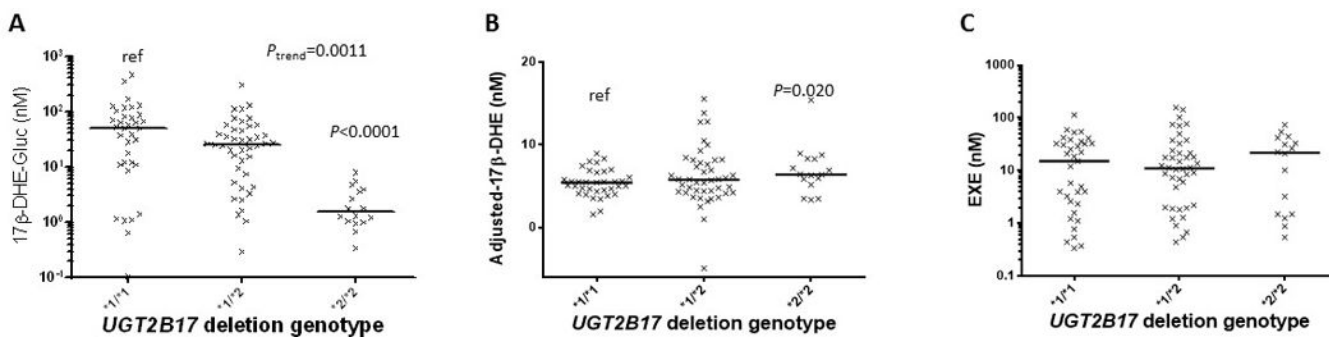 A
17β-DHE-Gluc (nM)
10³
10²
10¹
10⁰
10⁻¹
ref
Ptrend=0.0011
P<0.0001
*1/*1
*1/*2
*2/*2
UGT2B17 deletion genotype
B
Adjusted-17β-DHE (nM)
20
10
0
ref
P=0.020
*1/*1
*1/*2
*2/*2
UGT2B17 deletion genotype
C
EXE (nM)
1000
100
10
1
0.1
*1/*1
*1/*2
*2/*2
UGT2B17 deletion genotype